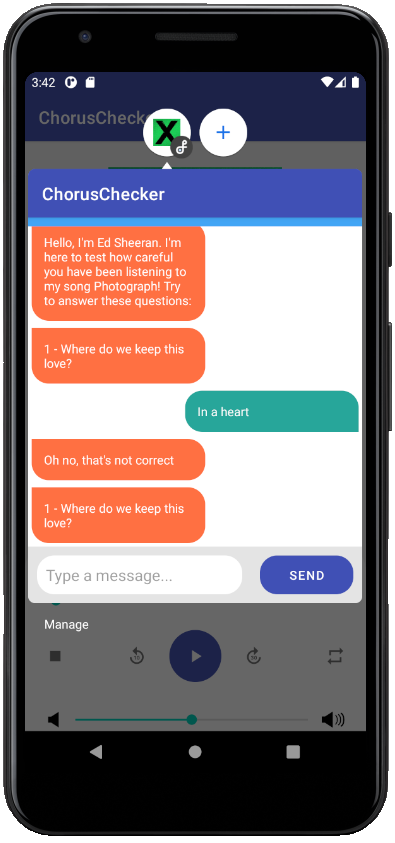 3:42
ChorusChecke
X
ChorusChecker
Hello, I'm Ed Sheeran. I'm
here to test how careful
you have been listening to
my song Photograph! Try
to answer these questions:
1 - Where do we keep this
love?
In a heart
Oh no, that's not correct
1 - Where do we keep this
love?
Type a message...
SEND
Manage